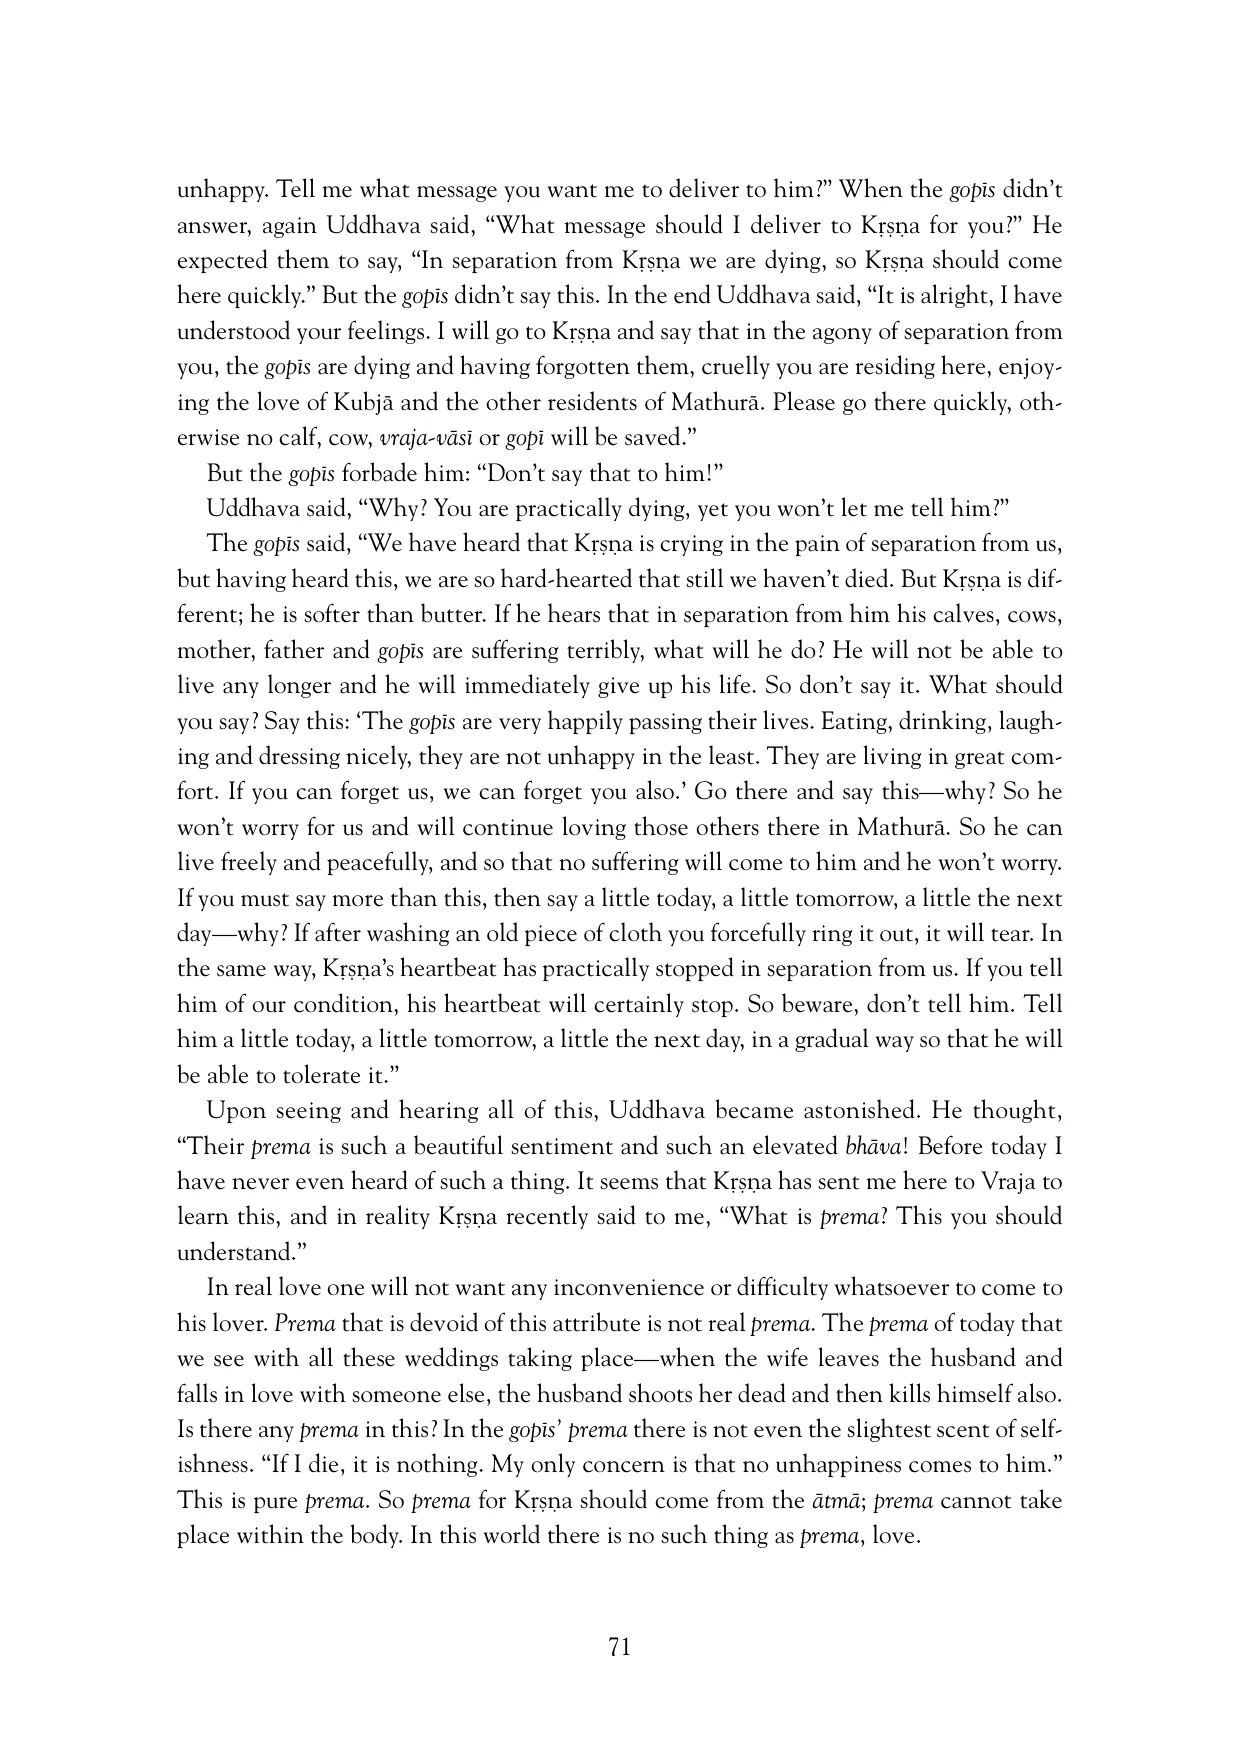 unhappy. Tell me what message you want me to deliver to him?” When the gopīs didn’t
answer, again Uddhava said, “What message should I deliver to Kṛṣṇa for you?” He
expected them to say, “In separation from Kṛṣṇa we are dying, so Kṛṣṇa should come
here quickly.” But the gopīs didn’t say this. In the end Uddhava said, “It is alright, I have
understood your feelings. I will go to Kṛṣṇa and say that in the agony of separation from
you, the gopīs are dying and having forgotten them, cruelly you are residing here, enjoy-
ing the love of Kubjā and the other residents of Mathurā. Please go there quickly, oth-
erwise no calf, cow, vraja-vāsī or gopī will be saved.”
But the gopīs forbade him: “Don’t say that to him!”
Uddhava said, “Why? You are practically dying, yet you won’t let me tell him?”
The gopīs said, “We have heard that Kṛṣṇa is crying in the pain of separation from us,
but having heard this, we are so hard-hearted that still we haven’t died. But Kṛṣṇa is dif-
ferent; he is softer than butter. If he hears that in separation from him his calves, cows,
mother, father and gopīs are suffering terribly, what will he do? He will not be able to
live any longer and he will immediately give up his life. So don’t say it. What should
you say? Say this: ‘The gopīs are very happily passing their lives. Eating, drinking, laugh-
ing and dressing nicely, they are not unhappy in the least. They are living in great com-
fort. If you can forget us, we can forget you also.’ Go there and say this—why? So he
won’t worry for us and will continue loving those others there in Mathurā. So he can
live freely and peacefully, and so that no suffering will come to him and he won’t worry.
If you must say more than this, then say a little today, a little tomorrow, a little the next
day—why? If after washing an old piece of cloth you forcefully ring it out, it will tear. In
the same way, Kṛṣṇa’s heartbeat has practically stopped in separation from us. If you tell
him of our condition, his heartbeat will certainly stop. So beware, don’t tell him. Tell
him a little today, a little tomorrow, a little the next day, in a gradual way so that he will
be able to tolerate it.”
Upon seeing and hearing all of this, Uddhava became astonished. He thought,
“Their prema is such a beautiful sentiment and such an elevated bhāva! Before today I
have never even heard of such a thing. It seems that Kṛṣṇa has sent me here to Vraja to
learn this, and in reality Kṛṣṇa recently said to me, “What is prema? This you should
understand.”
In real love one will not want any inconvenience or difficulty whatsoever to come to
his lover. Prema that is devoid of this attribute is not real prema. The prema of today that
we see with all these weddings taking place—when the wife leaves the husband and
falls in love with someone else, the husband shoots her dead and then kills himself also.
Is there any prema in this? In the gopīs’ prema there is not even the slightest scent of self-
ishness. “If I die, it is nothing. My only concern is that no unhappiness comes to him.”
This is pure prema. So prema for Kṛṣṇa should come from the ātmā; prema cannot take
place within the body. In this world there is no such thing as prema, love.
71